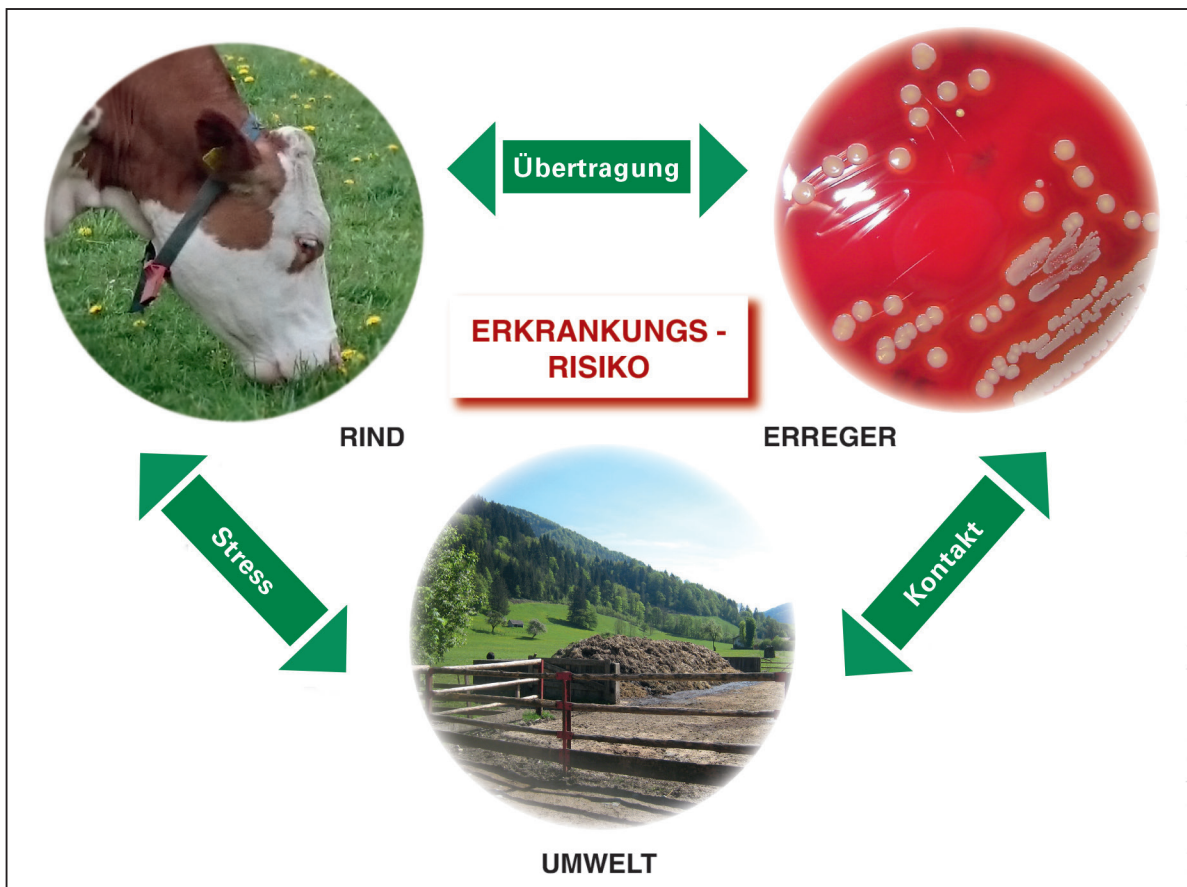 Übertragung
ERKRANKUNGS -
RISIKO
RIND
ERREGER
Stress
Kontakt
UMWELT